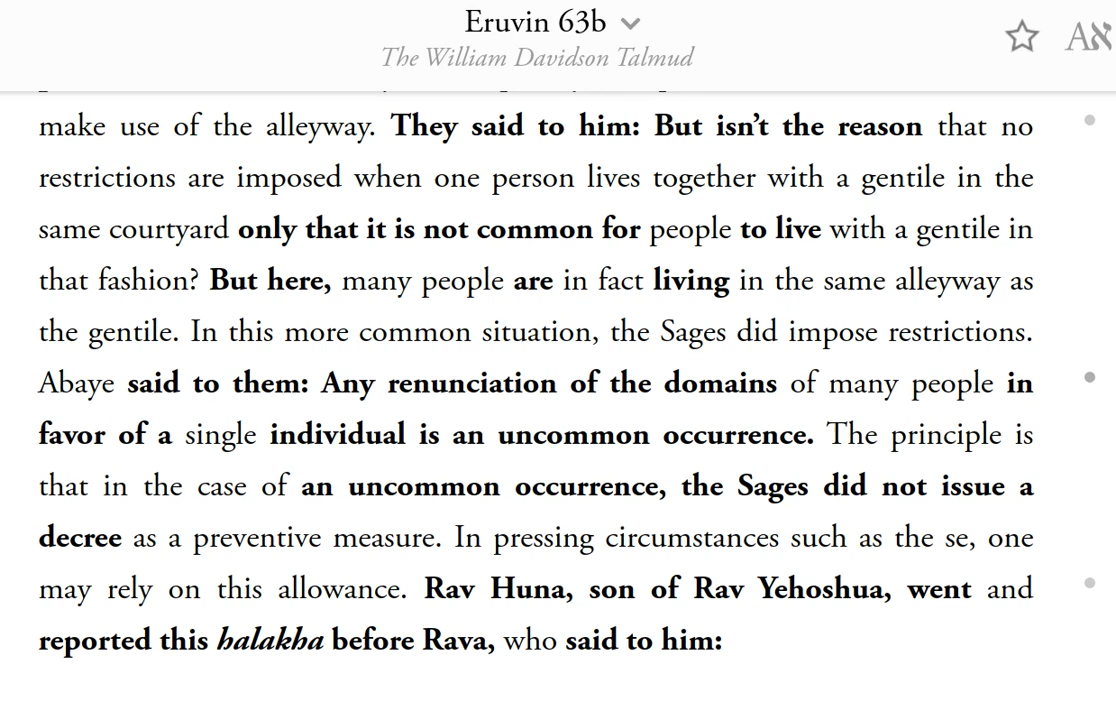 Eruvin 63b
The William Davidson Talmud
Aא
make use of the alleyway. They said to him: But isn’t the reason that no
restrictions are imposed when one person lives together with a gentile in the
same courtyard only that it is not common for people to live with a gentile in
that fashion? But here, many people are in fact living in the same alleyway as
the gentile. In this more common situation, the Sages did impose restrictions.
Abaye said to them: Any renunciation of the domains of many people in
favor of a single individual is an uncommon occurrence. The principle is
that in the case of an uncommon occurrence, the Sages did not issue a
decree as a preventive measure. In pressing circumstances such as the se, one
may rely on this allowance. Rav Huna, son of Rav Yehoshua, went and
reported this halakha before Rava, who said to him: